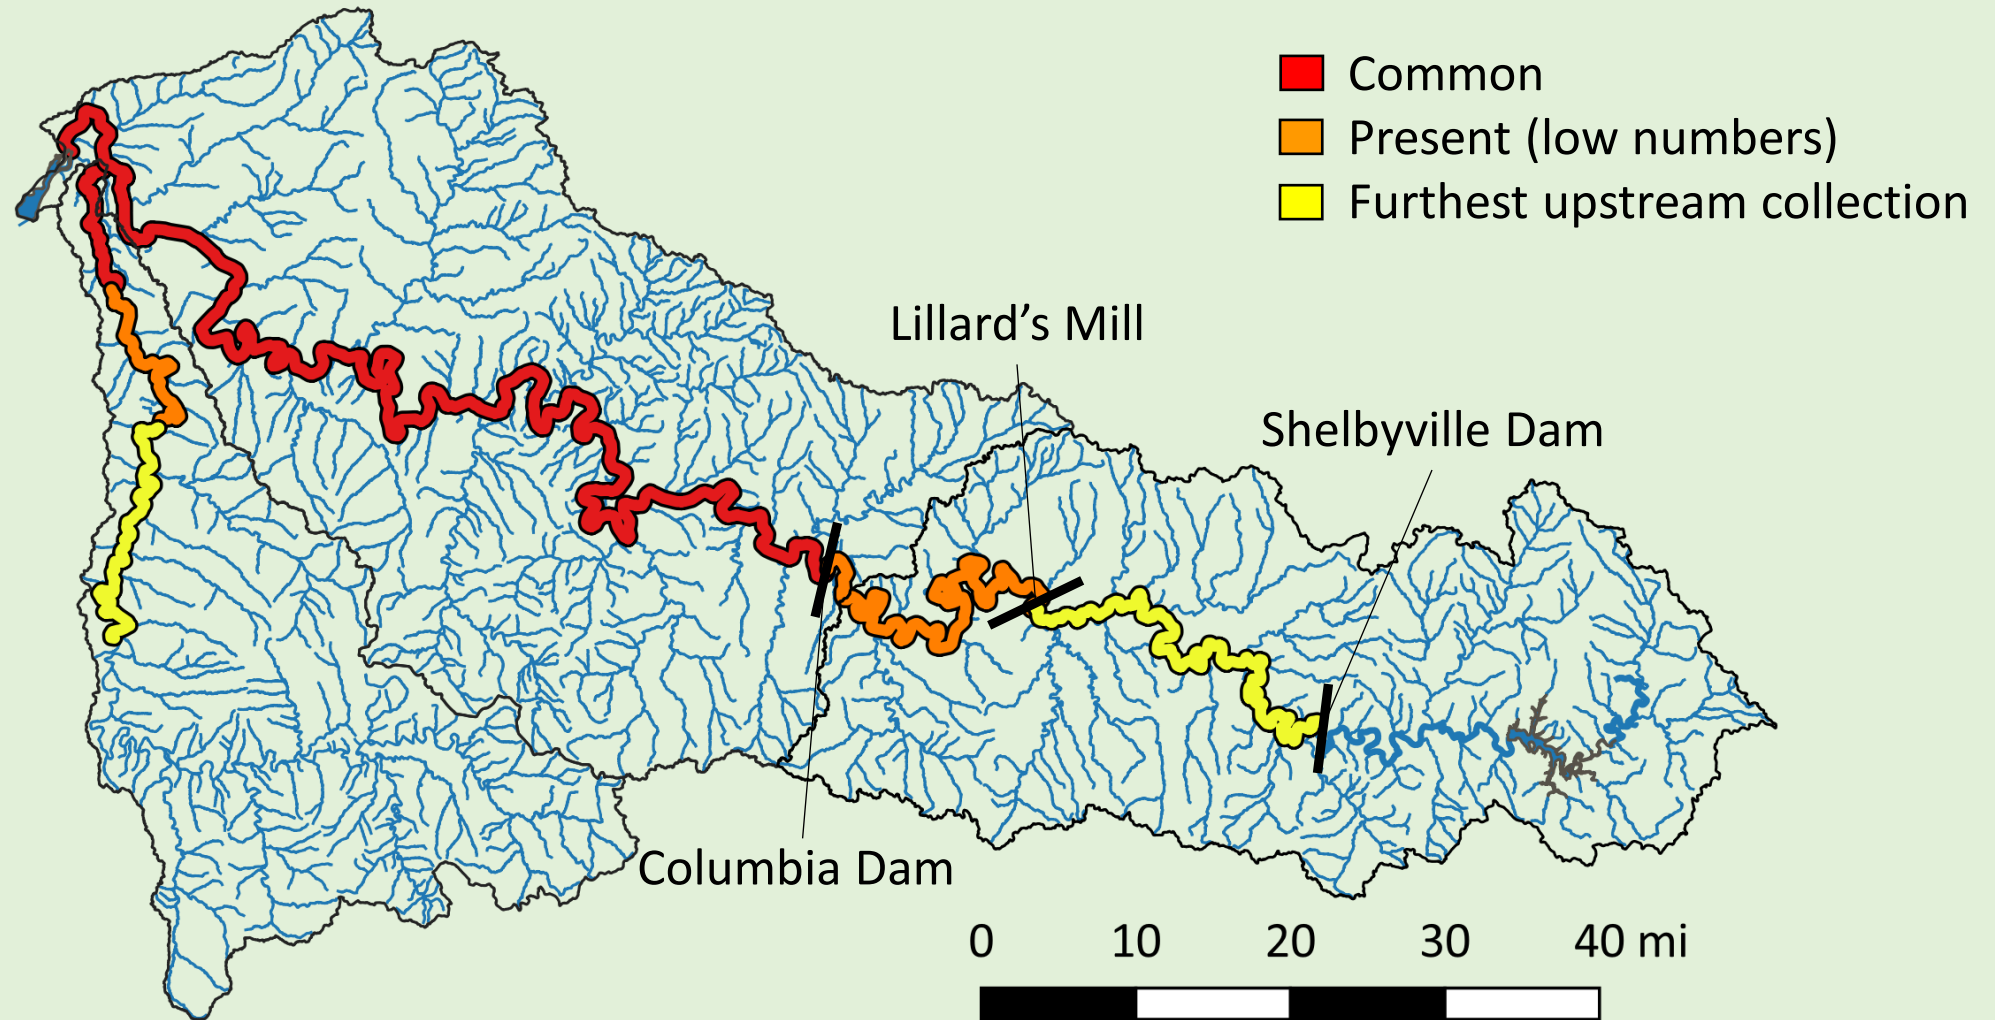 Common
Present (low numbers)
Furthest upstream collection
Lillard’s Mill
Shelbyville Dam
Columbia Dam
0 10 20 30 40 mi